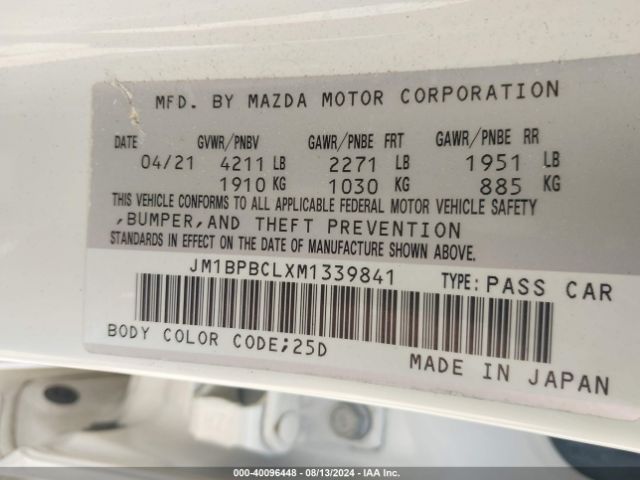 MFD. BY MAZDA MOTOR CORPORATION
DATE GVWR/PNBV GAWR/PNBE FRT GAWR/PNBE RR
04/21 4211 LB 2271 LB 1951 LB
1910 KG 1030 KG 885 KG
THIS VEHICLE CONFORMS TO ALL APPLICABLE FEDERAL MOTOR VEHICLE SAFETY
,BUMPER,AND THEFT PREVENTION
STANDARDS IN EFFECT ON THE DATE OF MANUFACTURE SHOWN ABOVE.
JM1BPBCLXM1339841 TYPE: PASS CAR
BODY COLOR CODE;25D
MADE IN JAPAN
000-40096448 - 08/13/2024 - IAA Inc.